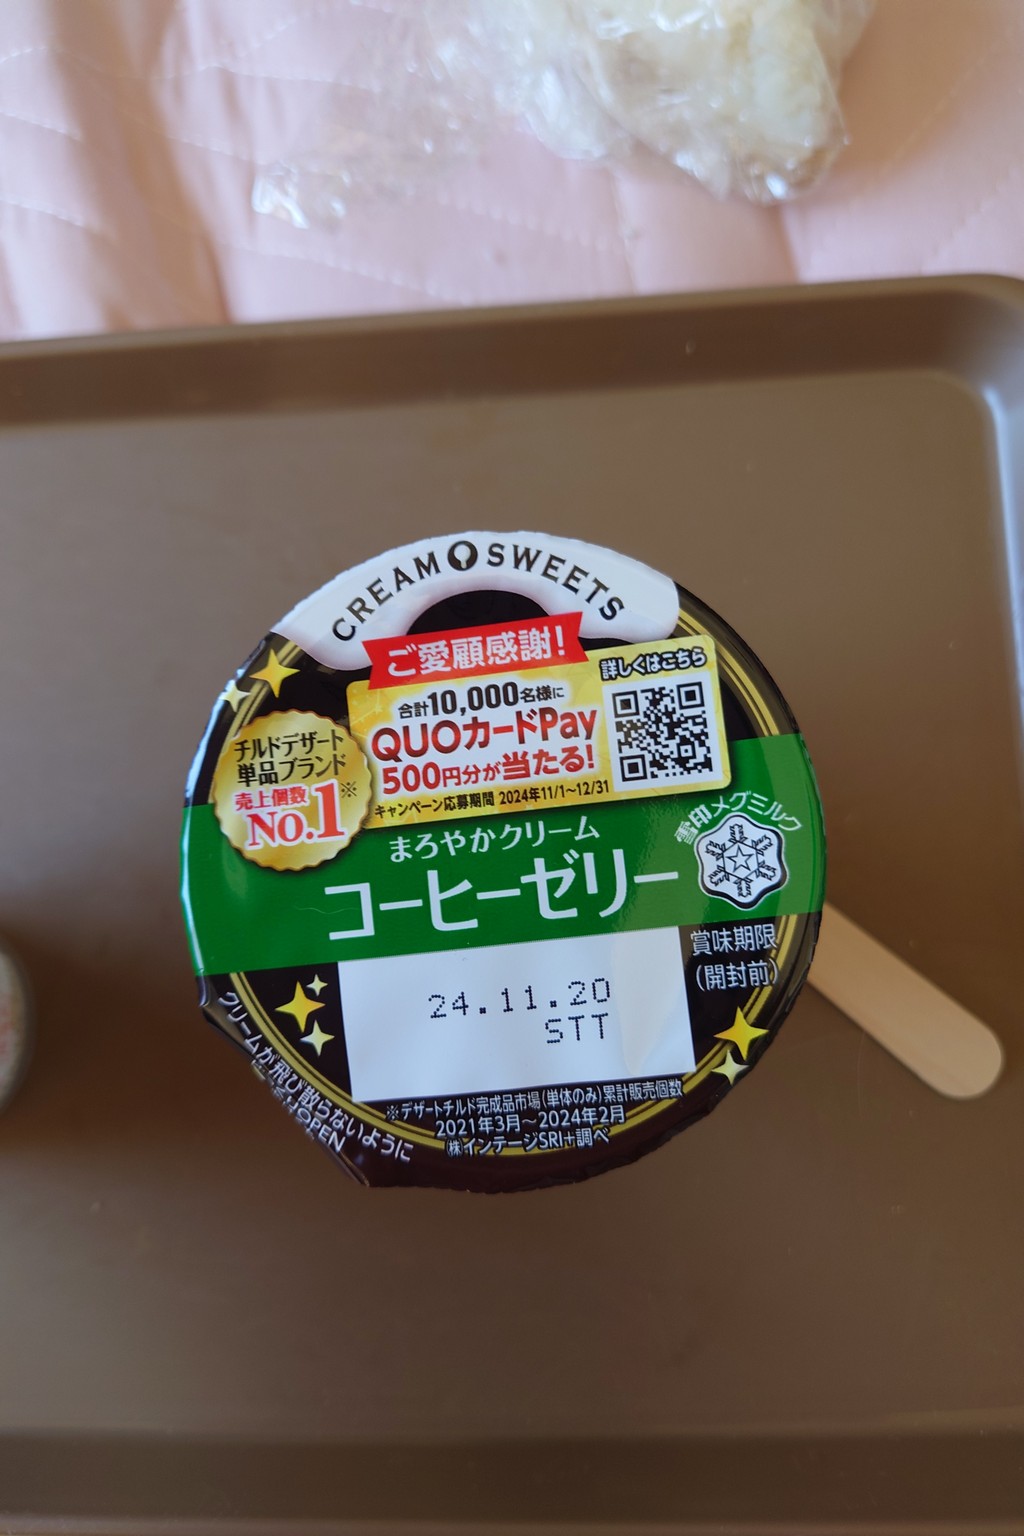 CREAM SWEETS
ご愛顧感謝!
詳しくはこちら
合計10,000名様に
QUOカードPay
500円分が当たる!
キャンペーン応募期間 2024年11/1~12/31
チルドデザート
単品ブランド
売上個数※
No.1
まろやかクリーム
コーヒーゼリー
雪印メグミルク
賞味期限
(開封前)
24.11.20
STT
※デザートチルド完成品市場(単体のみ)累計販売個数
2021年3月~2024年2月
㈱インテージSRI+調べ
クリームが飛び散らないように
OPEN